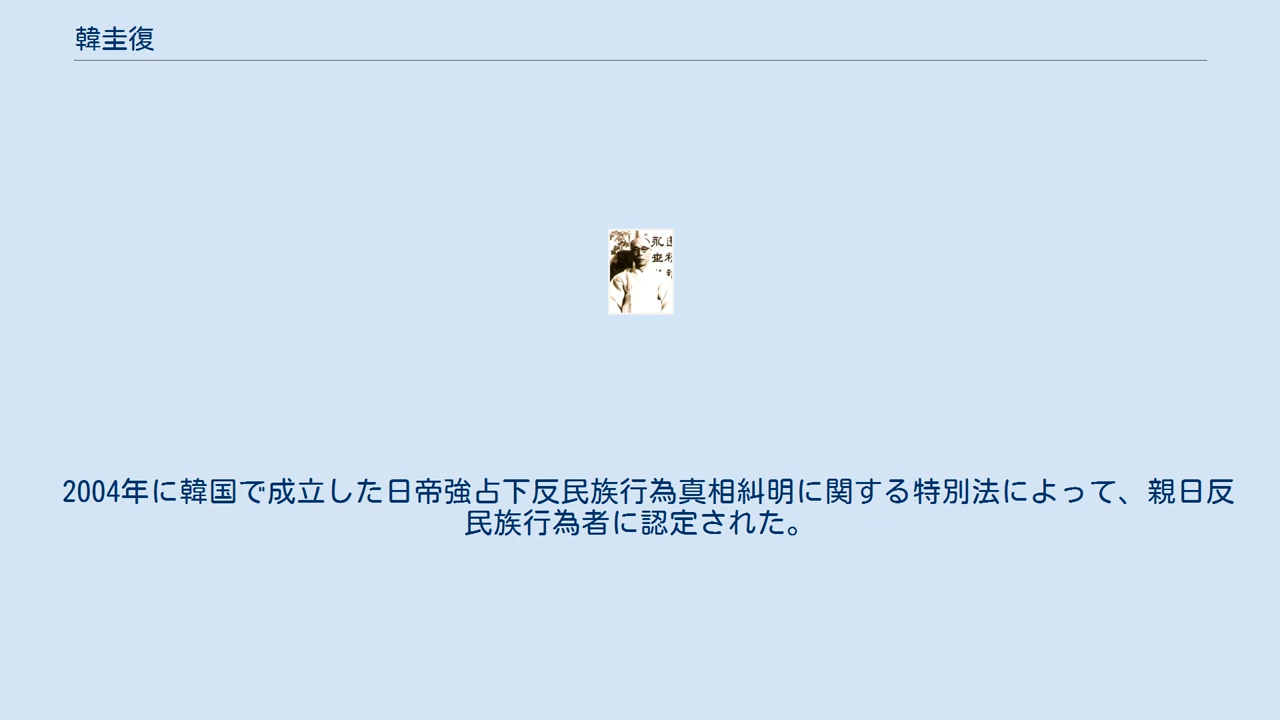 韓圭復
2004年に韓国で成立した日帝強占下反民族行為真相糾明に関する特別法によって、親日反
民族行為者に認定された。